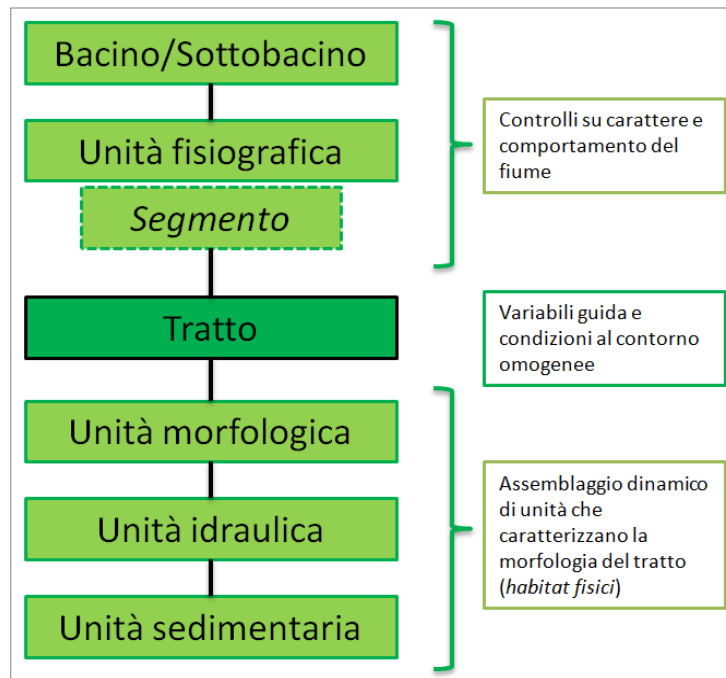 Bacino/Sottobacino
Unità fisiografica
Segmento
Tratto
Unità morfologica
Unità idraulica
Unità sedimentaria
Controlli su carattere e
comportamento del
fiume
Variabili guida e
condizioni al contorno
omogenee
Assemblaggio dinamico
di unità che
caratterizzano la
morfologia del tratto
(habitat fisici)